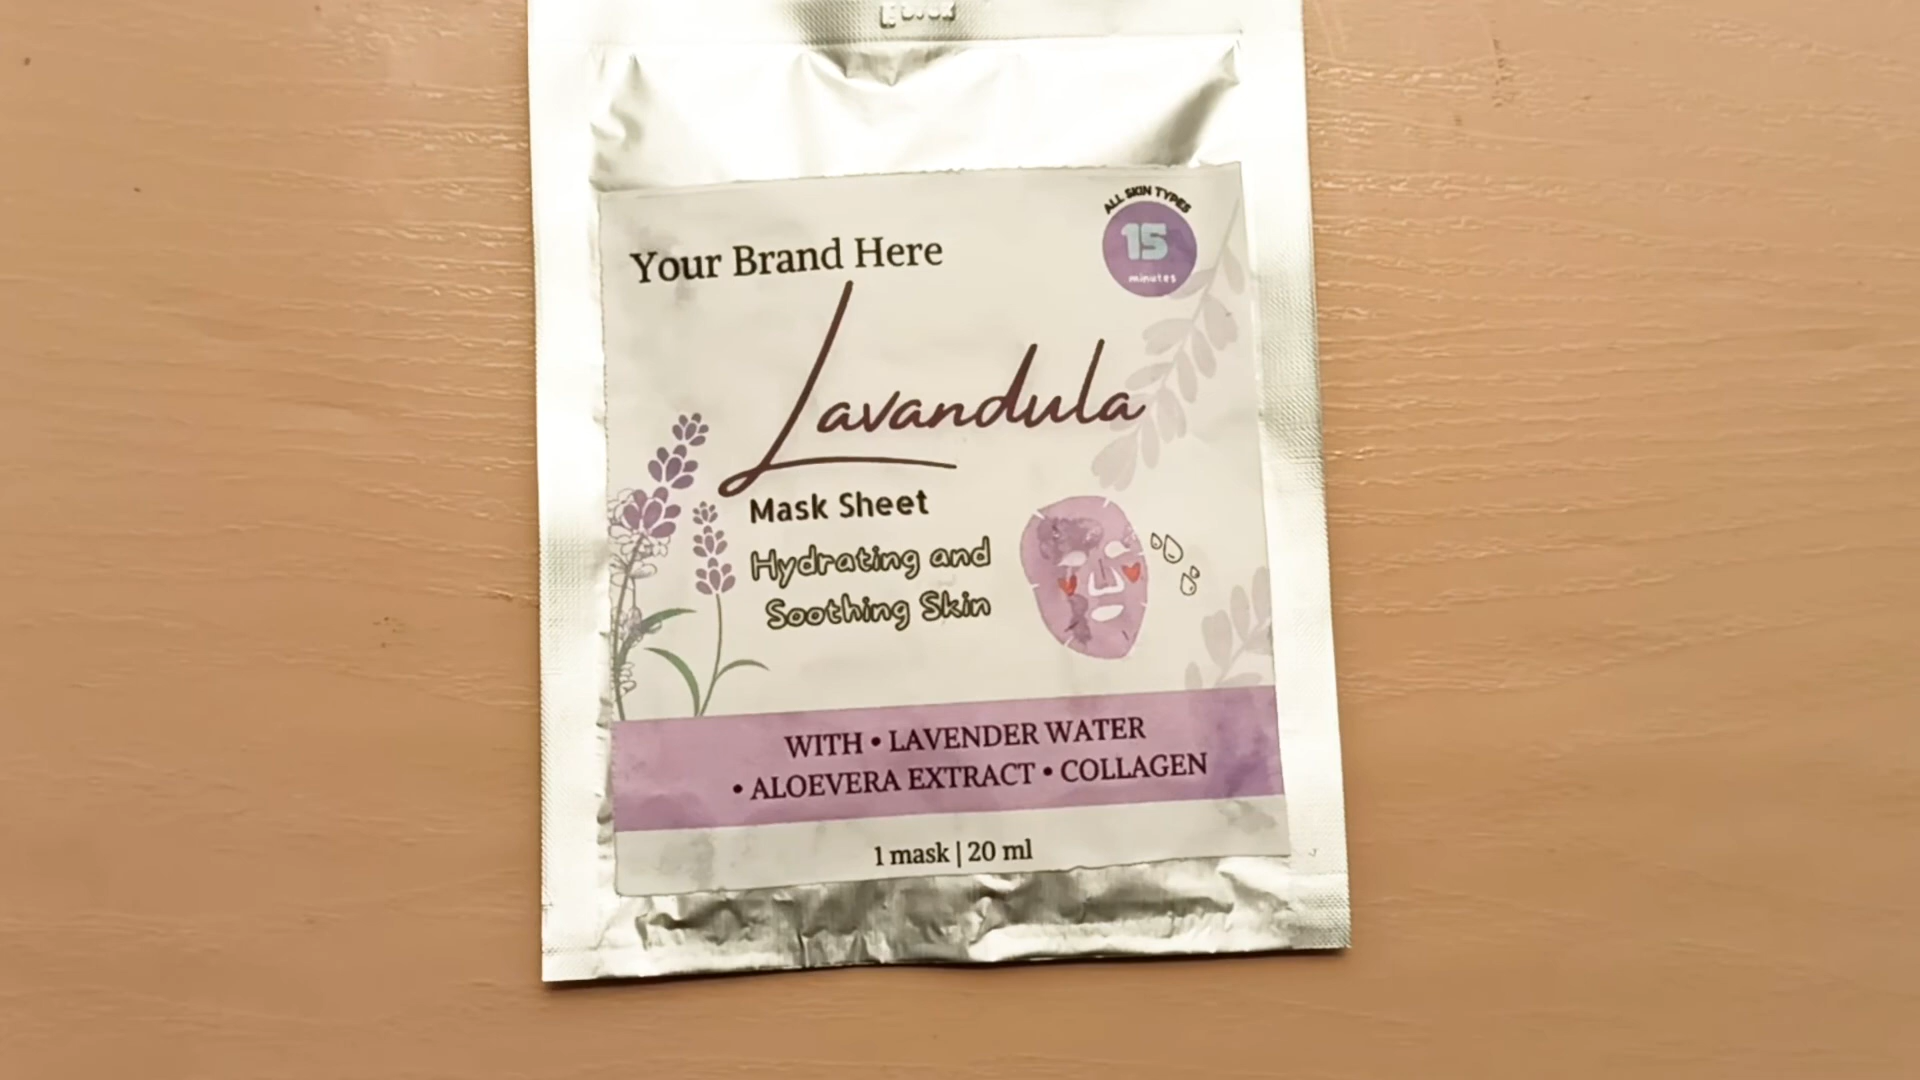 Your Brand Here
ALL SKIN TYPES
15
minutes
Lavandula
Mask Sheet
Hydrating and
Soothing Skin
WITH • LAVENDER WATER
• ALOEVERA EXTRACT • COLLAGEN
1 mask | 20 ml